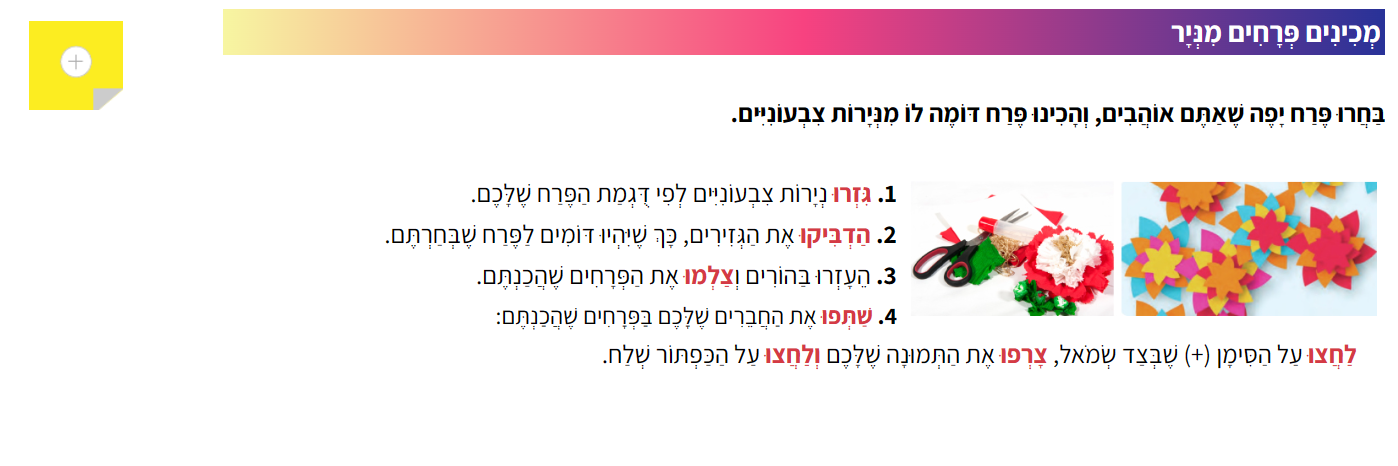 מְכִינִים פְּרָחִים מִנְּיָר
בַּחֲרוּ פֶּרַח יָפֶה שֶׁאַתֶּם אוֹהֲבִים, וְהָכִינוּ פֶּרַח דּוֹמֶה לוֹ מִנְּיָרוֹת צִבְעוֹנִיִּים.
1. גִּזְרוּ נְיָרוֹת צִבְעוֹנִיִּים לְפִי דֻּגְמַת הַפֶּרַח שֶׁלָּכֶם.
2. הַדְבִּיקוּ אֶת הַגְּזִירִים, כָּךְ שֶׁיִּהְיוּ דּוֹמִים לַפֶּרַח שֶׁבְּחַרְתֶּם.
3. הֵעָזְרוּ בַּהוֹרִים וְצַלְּמוּ אֶת הַפְּרָחִים שֶׁהֲכַנְתֶּם.
4. שַׁתְּפוּ אֶת הַחֲבֵרִים שֶׁלָּכֶם בַּפְּרָחִים שֶׁהֲכַנְתֶּם:
לַחֲצוּ עַל הַסִּימָן (+) שֶׁבְּצַד שְׂמֹאל, צָרְפוּ אֶת הַתְּמוּנָה שֶׁלָּכֶם וְלַחֲצוּ עַל הַכַּפְתּוֹר שְׁלַח.